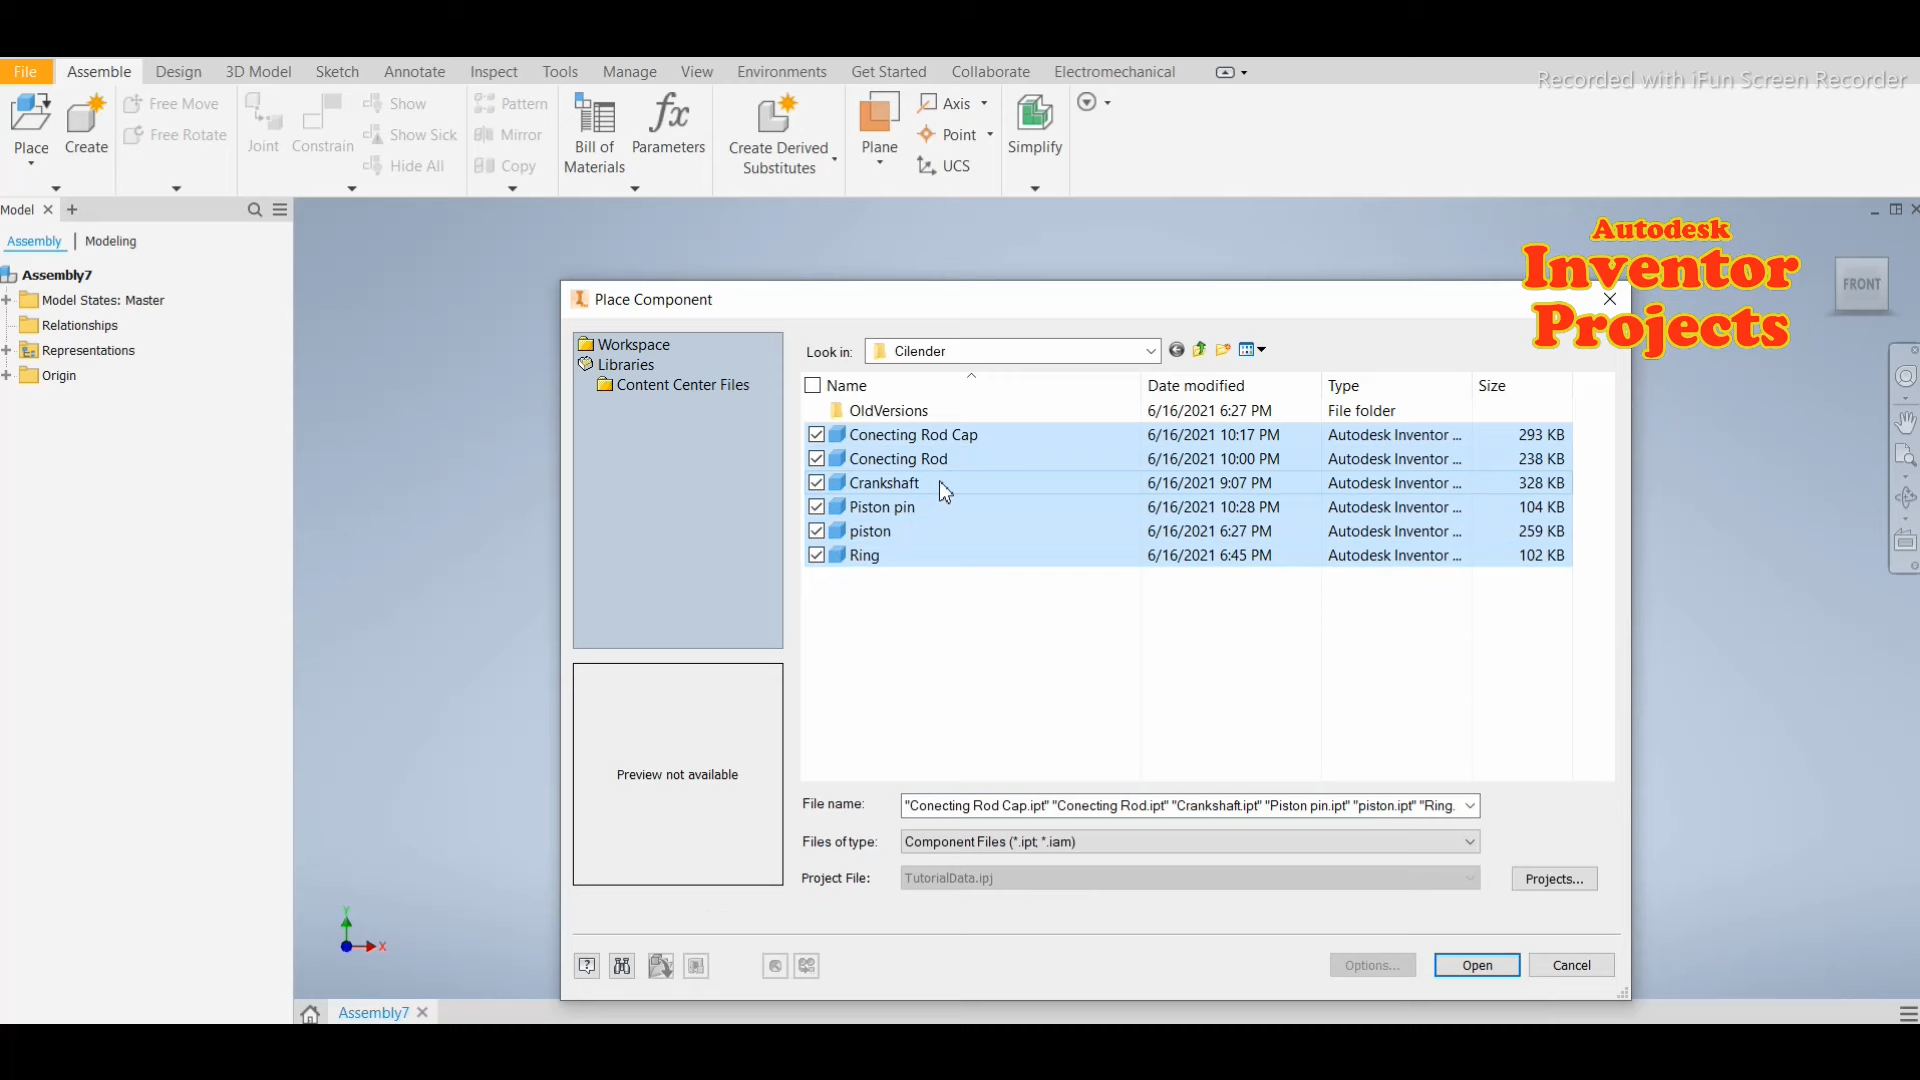 File Assemble Design 3D Model Sketch Annotate Inspect Tools Manage View Environments Get Started Collaborate Electromechanical
Recorded with iFun Screen Recorder
Free Move Show Pattern Axis
Free Rotate Show Sick Mirror Point
Place Create Joint Constrain Bill of Materials Parameters Create Derived Substitutes Plane Simplify
Hide All Copy UCS
Model
Assembly | Modeling
Assembly7
Model States: Master
Relationships
Representations
Origin
Autodesk
Inventor
Projects
FRONT
Place Component
Workspace
Libraries
Content Center Files
Look in: Cilender
Name Date modified Type Size
OldVersions 6/16/2021 6:27 PM File folder
Conecting Rod Cap 6/16/2021 10:17 PM Autodesk Inventor ... 293 KB
Conecting Rod 6/16/2021 10:00 PM Autodesk Inventor ... 238 KB
Crankshaft 6/16/2021 9:07 PM Autodesk Inventor ... 328 KB
Piston pin 6/16/2021 10:28 PM Autodesk Inventor ... 104 KB
piston 6/16/2021 6:27 PM Autodesk Inventor ... 259 KB
Ring 6/16/2021 6:45 PM Autodesk Inventor ... 102 KB
Preview not available
File name: "Conecting Rod Cap.ipt" "Conecting Rod.ipt" "Crankshaft.ipt" "Piston pin.ipt" "piston.ipt" "Ring.
Files of type: Component Files (*.ipt; *.iam)
Project File: TutorialData.ipj Projects...
Options... Open Cancel
Y
X
Assembly7